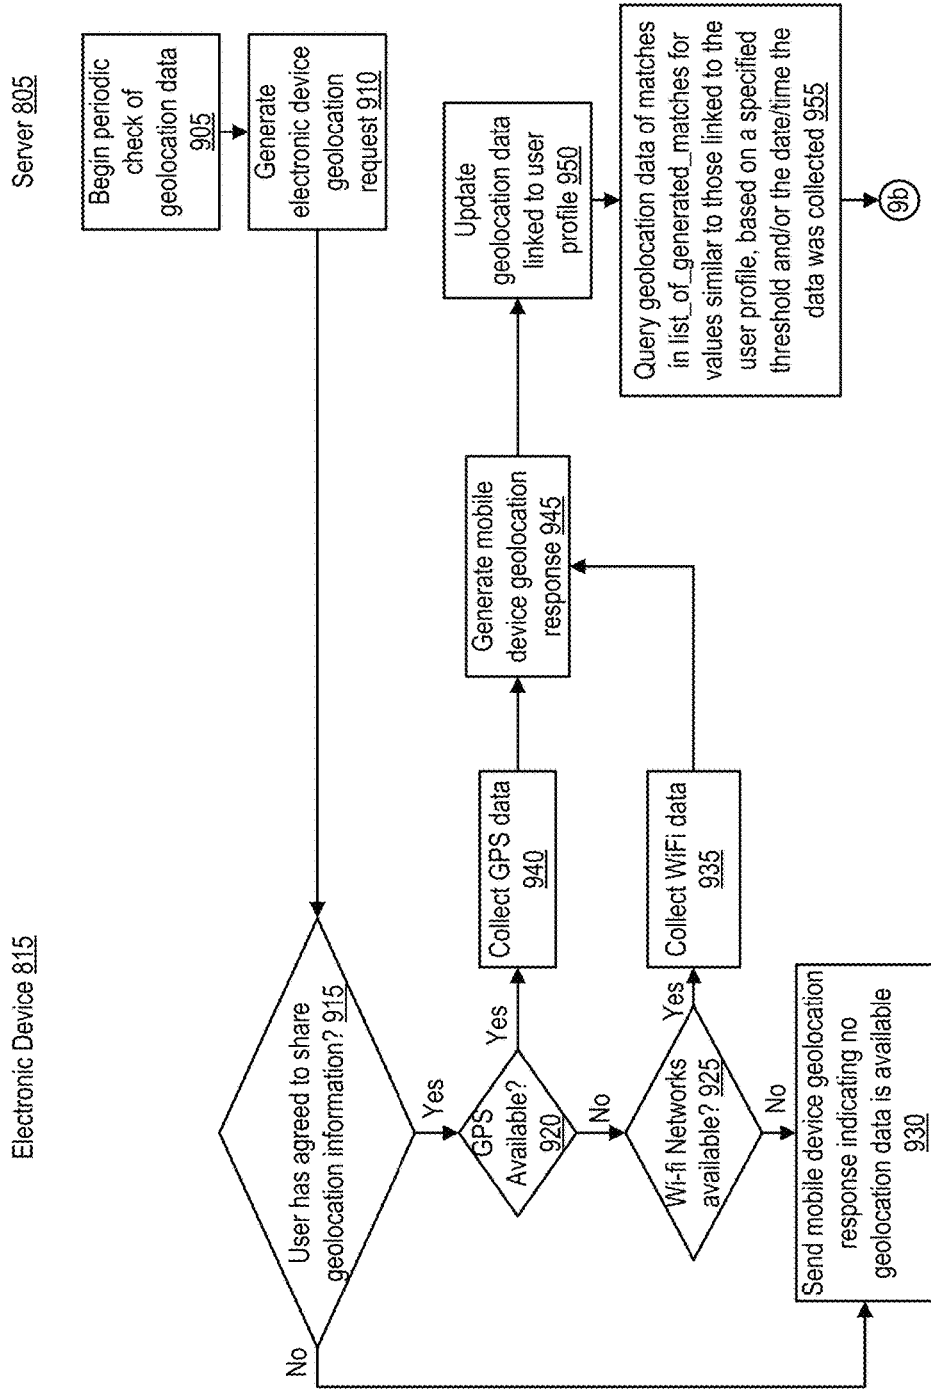 Electronic Device 815
Server 805
Begin periodic
check of
geolocation data
905
Generate
electronic device
geolocation
request 910
User has agreed to share
geolocation information? 915
No
Yes
GPS
Available?
920
Yes
No
Collect GPS data
940
Wi-fi Networks
available? 925
Yes
No
Collect WiFi data
935
Send mobile device geolocation
response indicating no
geolocation data is available
930
Generate mobile
device geolocation
response 945
Update
geolocation data
linked to user
profile 950
Query geolocation data of matches
in list_of_generated_matches for
values similar to those linked to the
user profile, based on a specified
threshold and/or the date/time the
data was collected 955
9b